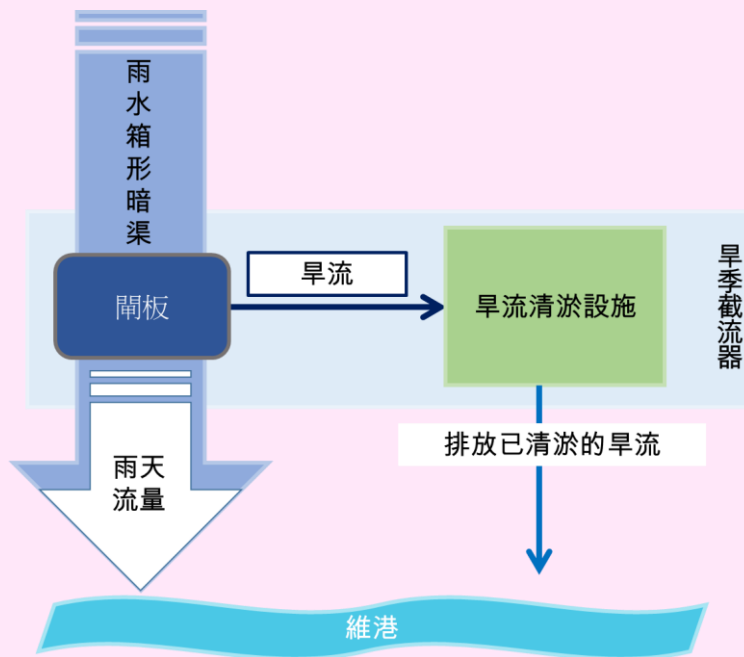 雨水箱形暗渠
閘板
旱流
旱流清淤設施
旱季截流器
排放已清淤的旱流
雨天
流量
維港